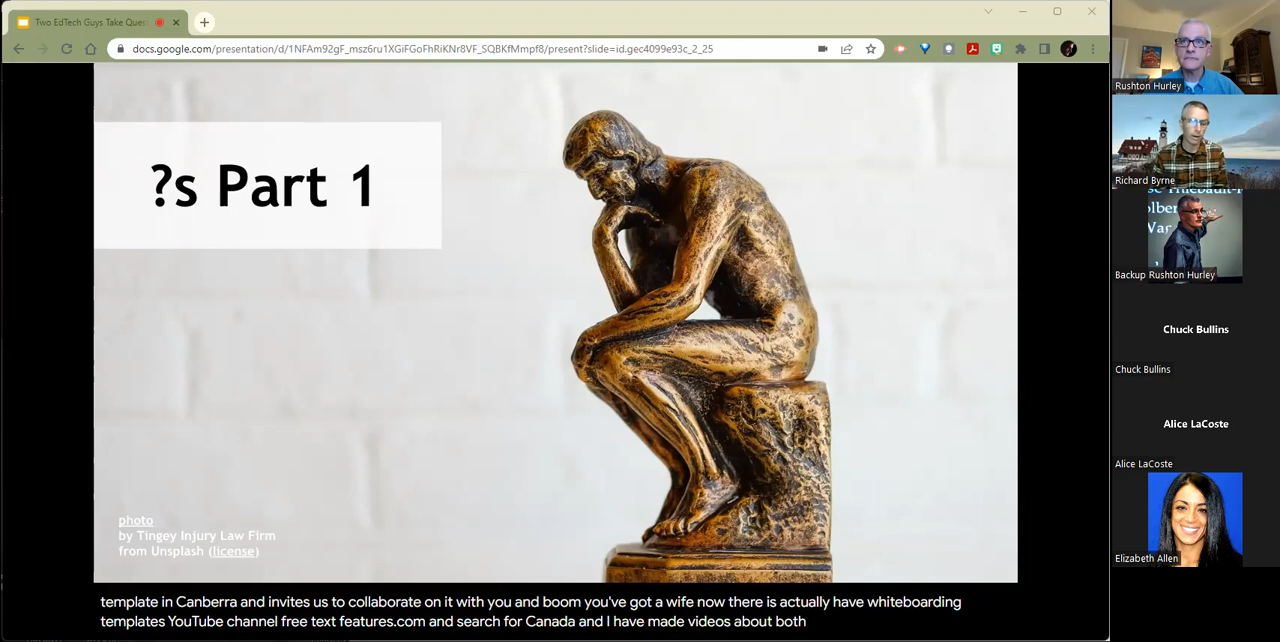 Two EdTech Guys Take Ques
docs.google.com/presentation/d/1NFAm92gF_msz6ru1XGiFGoFhRiKNr8VF_SQ8KfMmpf8/present?slide=id.gec4099e93c_2_25
?s Part 1
photo
by Tingey Injury Law Firm
from Unsplash (license)
template in Canberra and invites us to collaborate on it with you and boom you've got a wife now there is actually have whiteboarding
templates YouTube channel free text features.com and search for Canada and I have made videos about both
Rushton Hurley
Richard Byrne
Backup Rushton Hurley
Chuck Bullins
Chuck Bullins
Alice LaCoste
Alice LaCoste
Elizabeth Allen